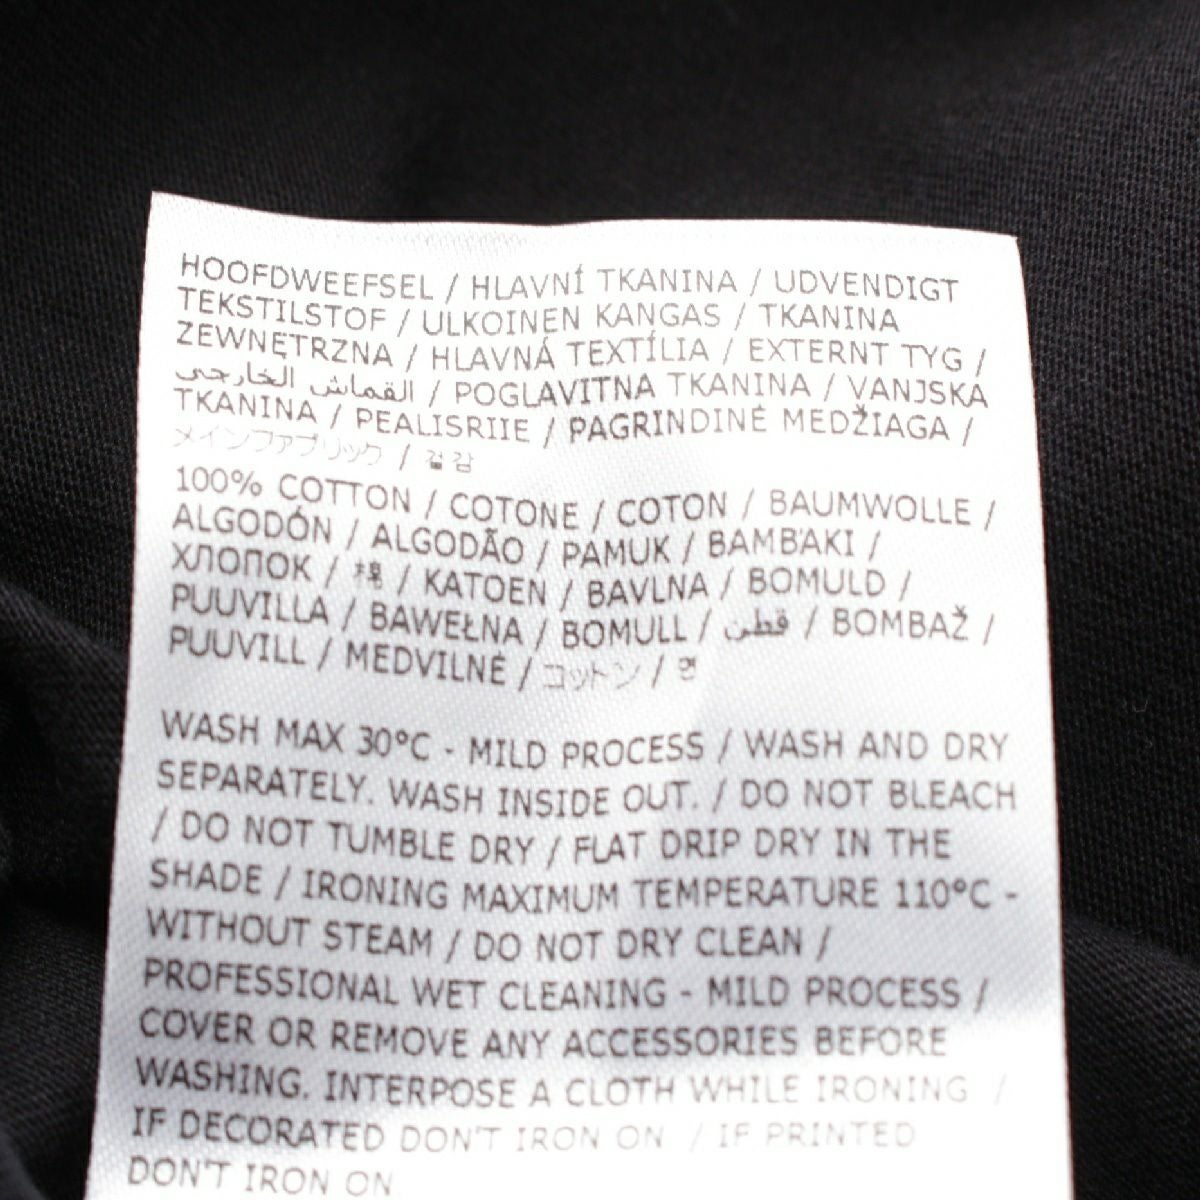 HOOFDWEEFSEL / HLAVNÍ TKANINA / UDVENDIGT
TEKSTILSTOF / ULKOINEN KANGAS / TKANINA
ZEWNĘTRZNA / HLAVNÁ TEXTÍLIA / EXTERNT TYG /
القماش الخارجي / POGLAVITNA TKANINA / VANJSKA
TKANINA / PEALISRIIE / PAGRINDINĖ MEDŽIAGA /
メインファブリック / 겉감
100% COTTON / COTONE / COTON / BAUMWOLLE /
ALGODÓN / ALGODÃO / PAMUK / ΒΑΜΒΆΚΙ /
ХЛОПОК / 棉 / KATOEN / BAVLNA / BOMULD /
PUUVILLA / BAWEŁNA / BOMULL / قطن / BOMBAŽ /
PUUVILL / MEDVILNĖ / コットン / 면
WASH MAX 30°C - MILD PROCESS / WASH AND DRY
SEPARATELY. WASH INSIDE OUT. / DO NOT BLEACH
/ DO NOT TUMBLE DRY / FLAT DRIP DRY IN THE
SHADE / IRONING MAXIMUM TEMPERATURE 110°C -
WITHOUT STEAM / DO NOT DRY CLEAN /
PROFESSIONAL WET CLEANING - MILD PROCESS /
COVER OR REMOVE ANY ACCESSORIES BEFORE
WASHING. INTERPOSE A CLOTH WHILE IRONING /
IF DECORATED DON'T IRON ON / IF PRINTED
DON'T IRON ON